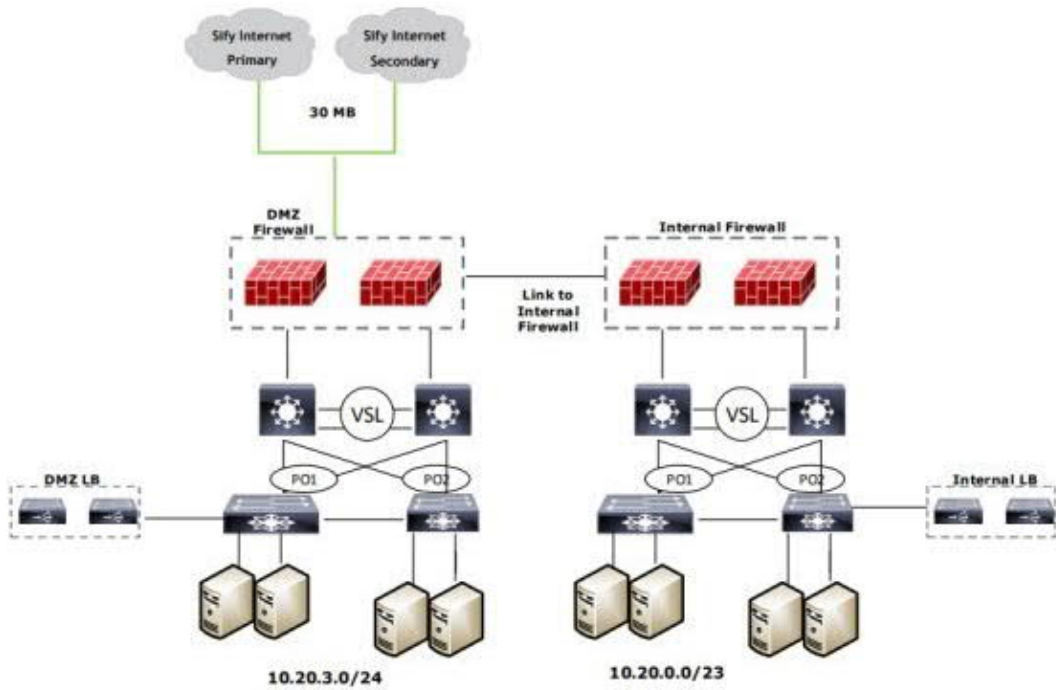 Sify Internet
Primary
Sify Internet
Secondary
30 MB
DMZ
Firewall
Internal Firewall
Link to
Internal
Firewall
VSL
VSL
PO1
PO2
PO1
PO2
DMZ LB
Internal LB
10.20.3.0/24
10.20.0.0/23